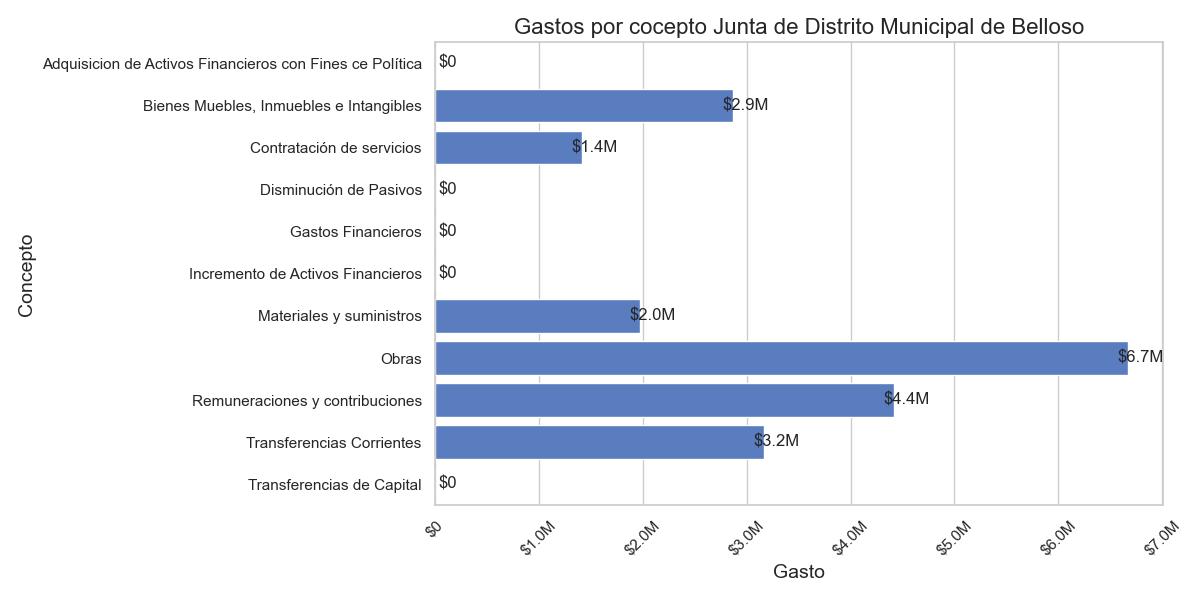 Gastos por cocepto Junta de Distrito Municipal de Belloso
Concepto
Adquisicion de Activos Financieros con Fines ce Política $0
Bienes Muebles, Inmuebles e Intangibles $2.9M
Contratación de servicios $1.4M
Disminución de Pasivos $0
Gastos Financieros $0
Incremento de Activos Financieros $0
Materiales y suministros $2.0M
Obras $6.7M
Remuneraciones y contribuciones $4.4M
Transferencias Corrientes $3.2M
Transferencias de Capital $0
$0 $1.0M $2.0M $3.0M $4.0M $5.0M $6.0M $7.0M
Gasto